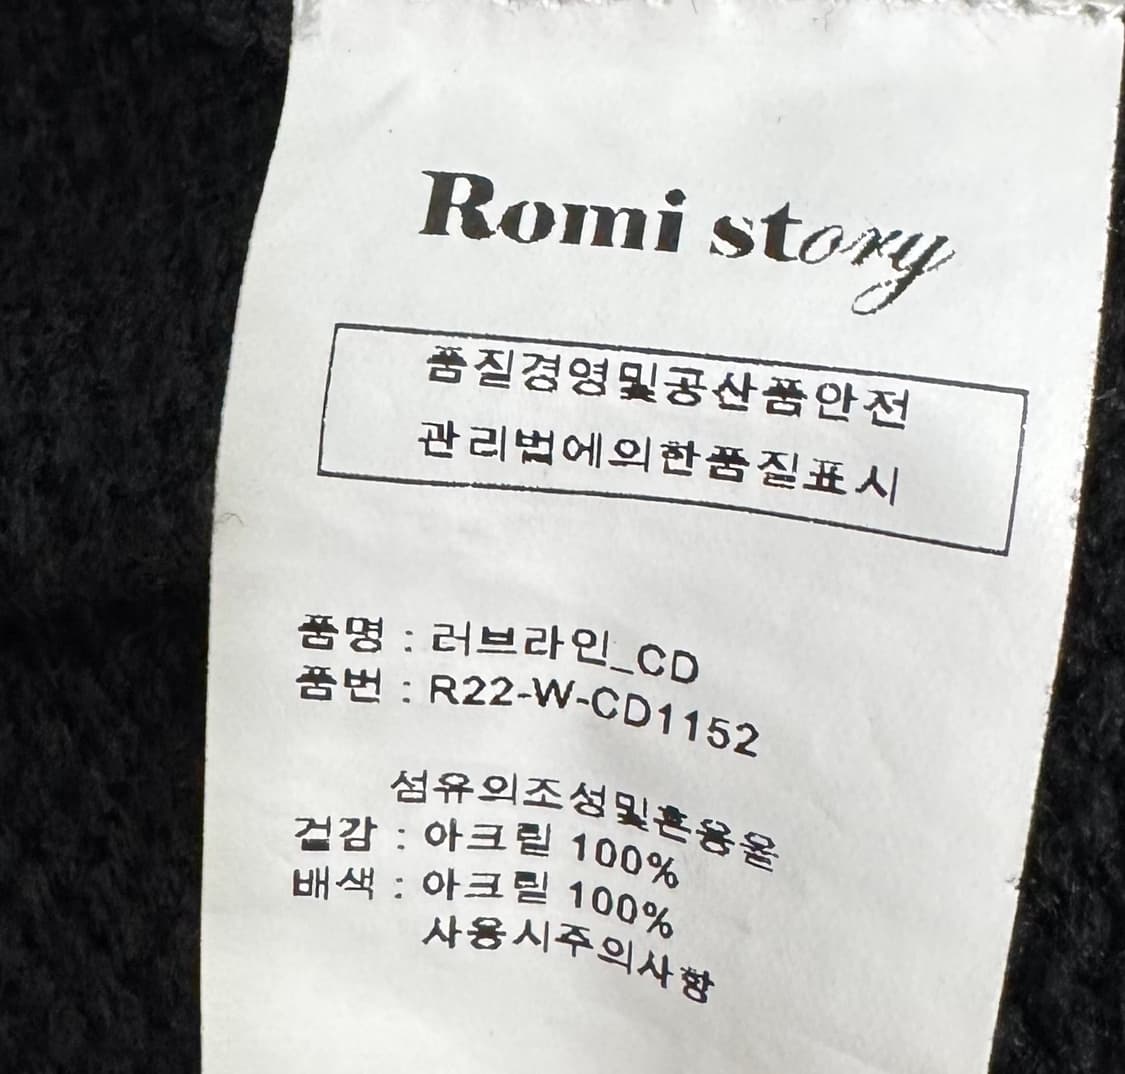 Romi story
품질경영및공산품안전
관리법에의한품질표시
품명 : 러브라인_CD
품번 : R22-W-CD1152
섬유의조성및혼용율
겉감 : 아크릴 100%
배색 : 아크릴 100%
사용시주의사항